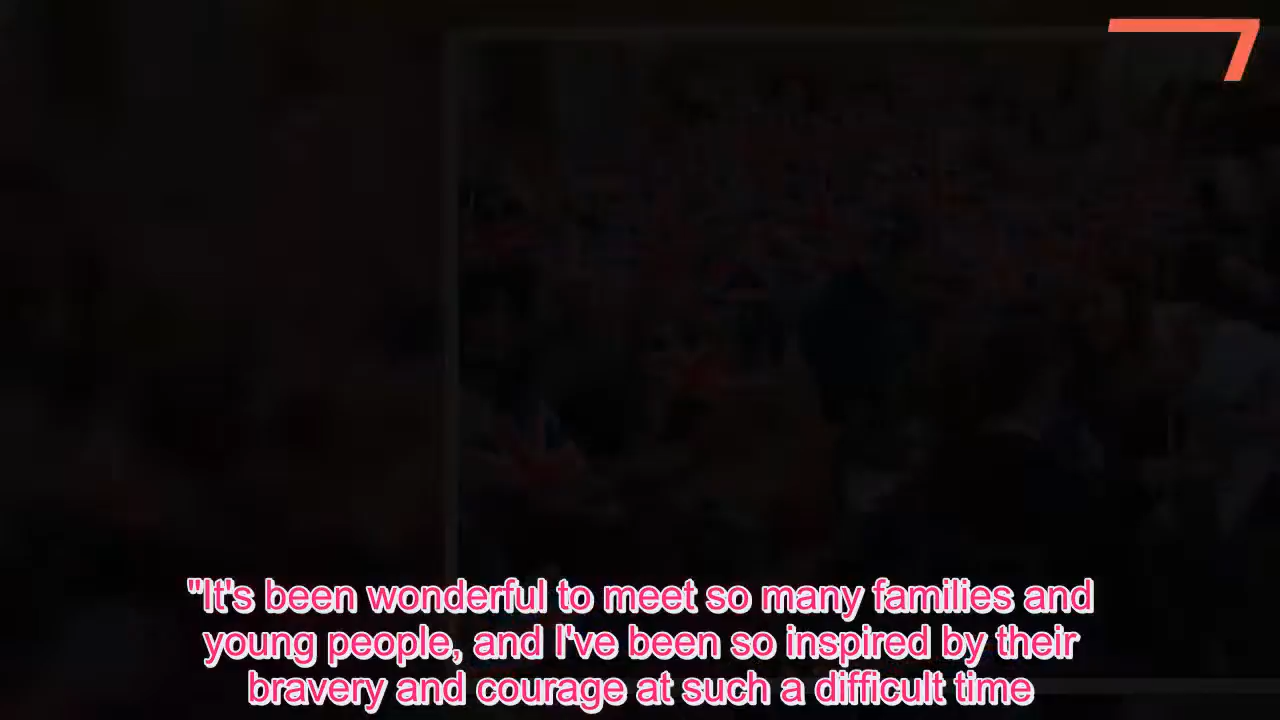 "It's been wonderful to meet so many families and
young people, and I've been so inspired by their
bravery and courage at such a difficult time